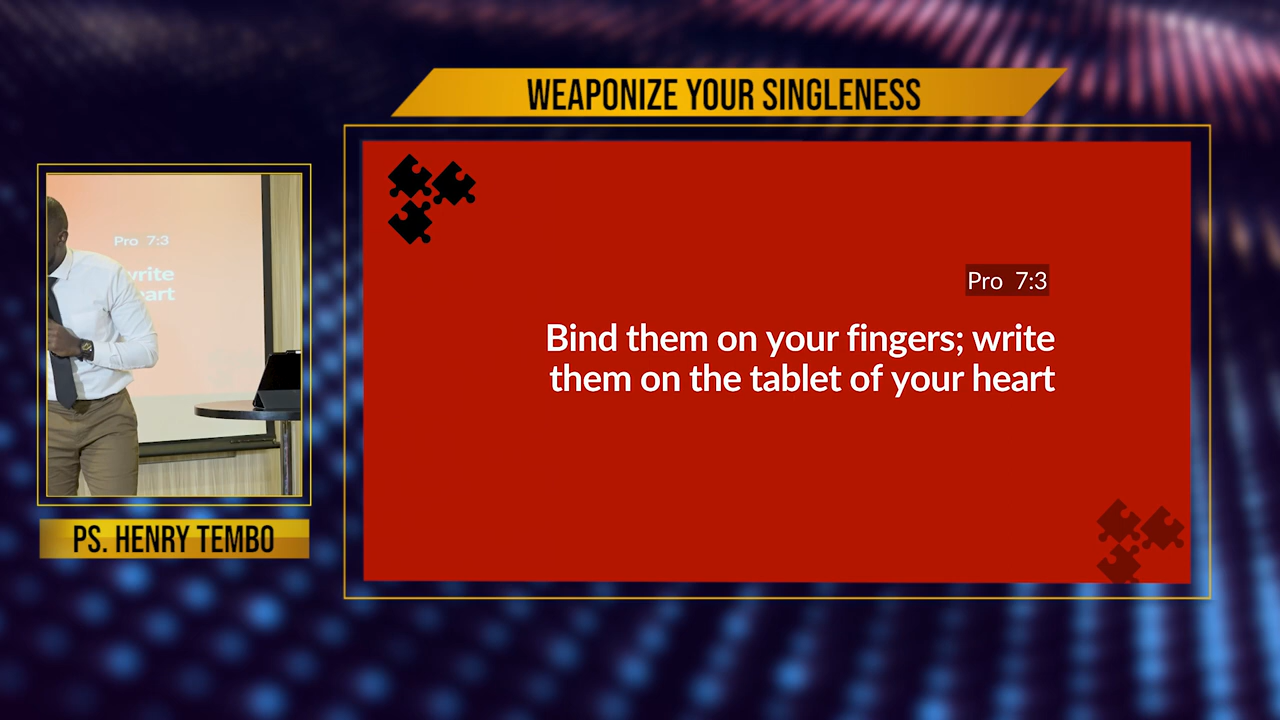 WEAPONIZE YOUR SINGLENESS
Pro 7:3
Bind them on your fingers; write
them on the tablet of your heart
Pro 7:3
write
PS. HENRY TEMBO